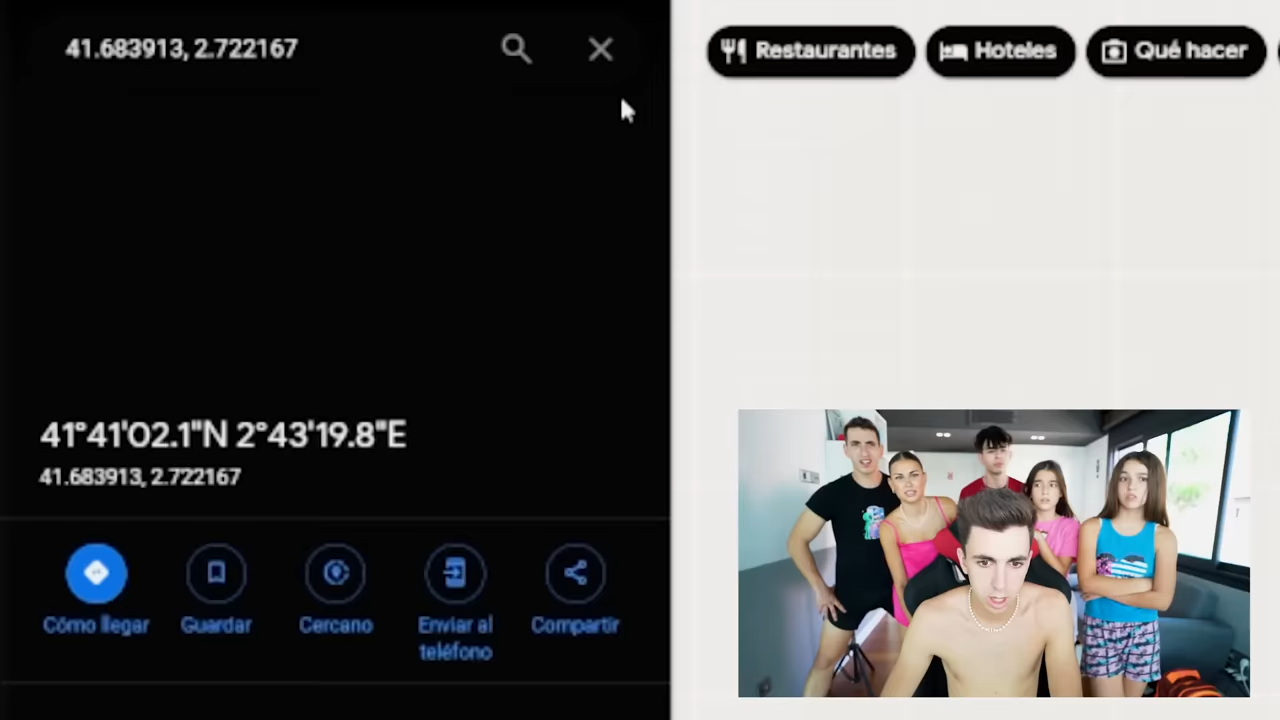 41.683913, 2.722167
Restaurantes
Hoteles
Qué hacer
41°41'02.1"N 2°43'19.8"E
41.683913, 2.722167
Cómo llegar
Guardar
Cercano
Enviar al
teléfono
Compartir